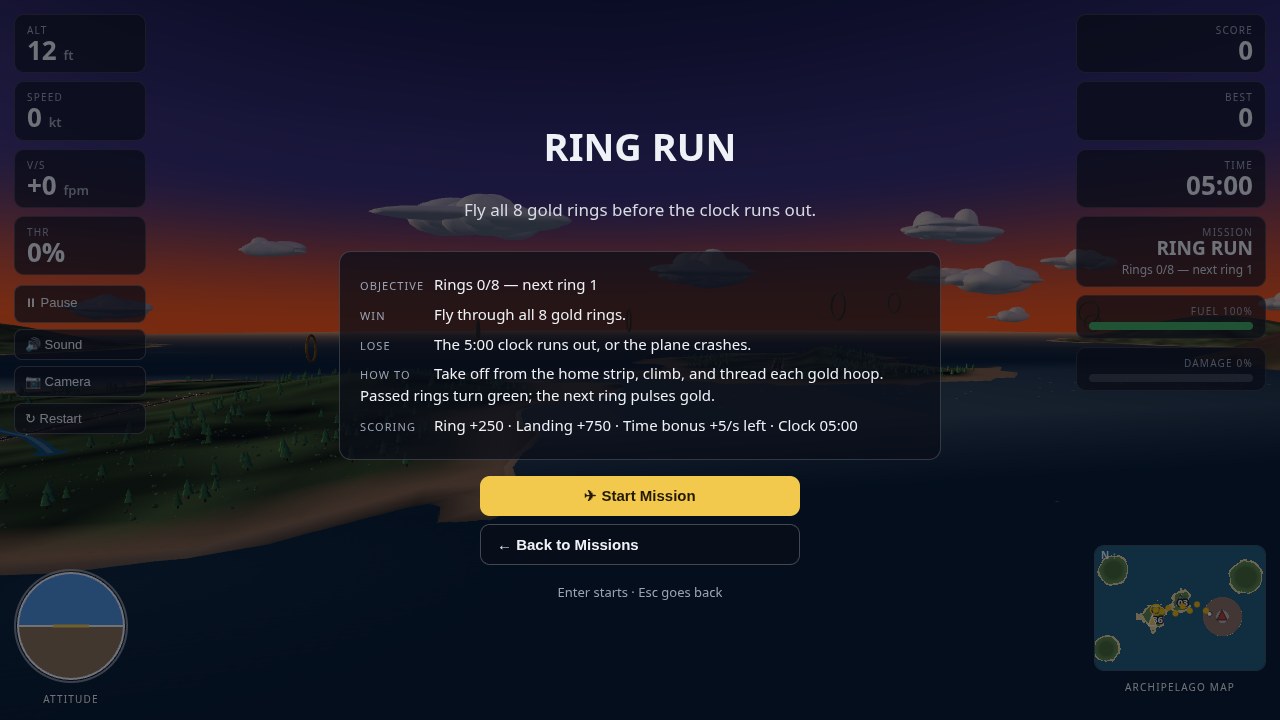 ALT
12 ft
SPEED
0 kt
V/S
+0 fpm
THR
0%
⏸ Pause
🔊 Sound
📷 Camera
↻ Restart
RING RUN
Fly all 8 gold rings before the clock runs out.
OBJECTIVE Rings 0/8 — next ring 1
WIN Fly through all 8 gold rings.
LOSE The 5:00 clock runs out, or the plane crashes.
HOW TO Take off from the home strip, climb, and thread each gold hoop.
Passed rings turn green; the next ring pulses gold.
SCORING Ring +250 · Landing +750 · Time bonus +5/s left · Clock 05:00
✈ Start Mission
← Back to Missions
Enter starts · Esc goes back
SCORE
0
BEST
0
TIME
05:00
MISSION
RING RUN
Rings 0/8 — next ring 1
FUEL 100%
DAMAGE 0%
ATTITUDE
N
ARCHIPELAGO MAP